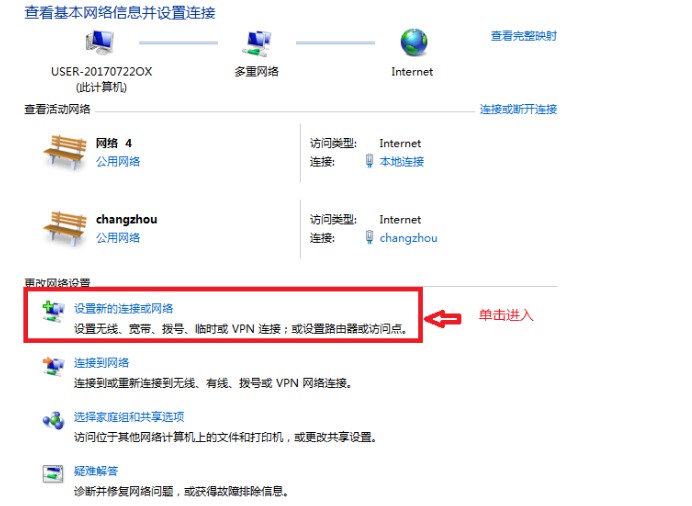 查看基本网络信息并设置连接
查看完整映射
USER-20170722OX
(此计算机)
多重网络
Internet
查看活动网络
连接或断开连接
网络 4
公用网络
访问类型: Internet
连接: 本地连接
changzhou
公用网络
访问类型: Internet
连接: changzhou
更改网络设置
设置新的连接或网络
设置无线、宽带、拨号、临时或 VPN 连接；或设置路由器或访问点。
单击进入
连接到网络
连接到或重新连接到无线、有线、拨号或 VPN 网络连接。
选择家庭组和共享选项
访问位于其他网络计算机上的文件和打印机，或更改共享设置。
疑难解答
诊断并修复网络问题，或获得故障排除信息。